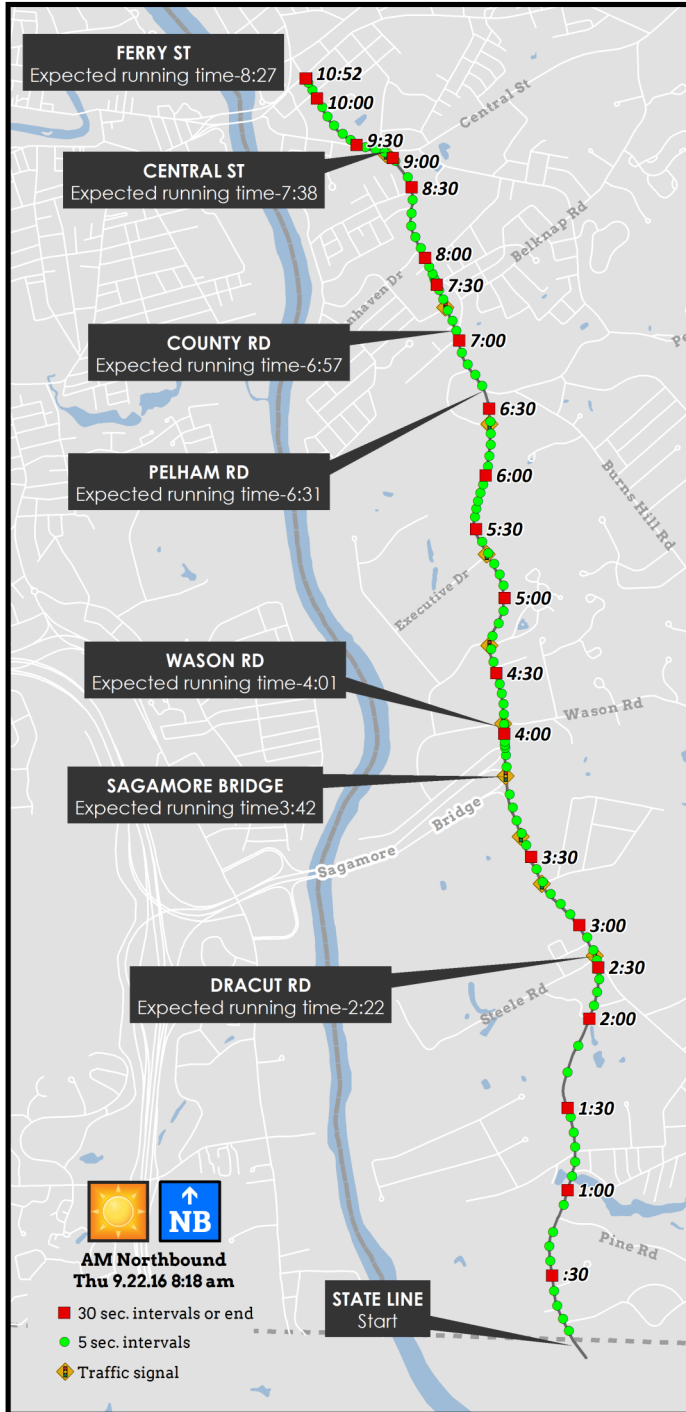 FERRY ST
Expected running time-8:27
10:52
10:00
Central St
9:30
9:00
CENTRAL ST
Expected running time-7:38
8:30
Belknap Rd
8:00
7:30
nhaven Dr
COUNTY RD
Expected running time-6:57
7:00
Pe
6:30
PELHAM RD
Expected running time-6:31
6:00
Burns Hill Rd
5:30
Executive Dr
5:00
WASON RD
Expected running time-4:01
4:30
Wason Rd
4:00
SAGAMORE BRIDGE
Expected running time3:42
Sagamore Bridge
3:30
3:00
2:30
DRACUT RD
Expected running time-2:22
Steele Rd
2:00
1:30
1:00
NB
AM Northbound
Thu 9.22.16 8:18 am
Pine Rd
:30
STATE LINE
Start
30 sec. intervals or end
5 sec. intervals
Traffic signal